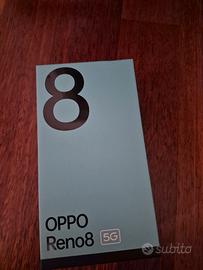 8
OPPO
Reno8 5G
subito